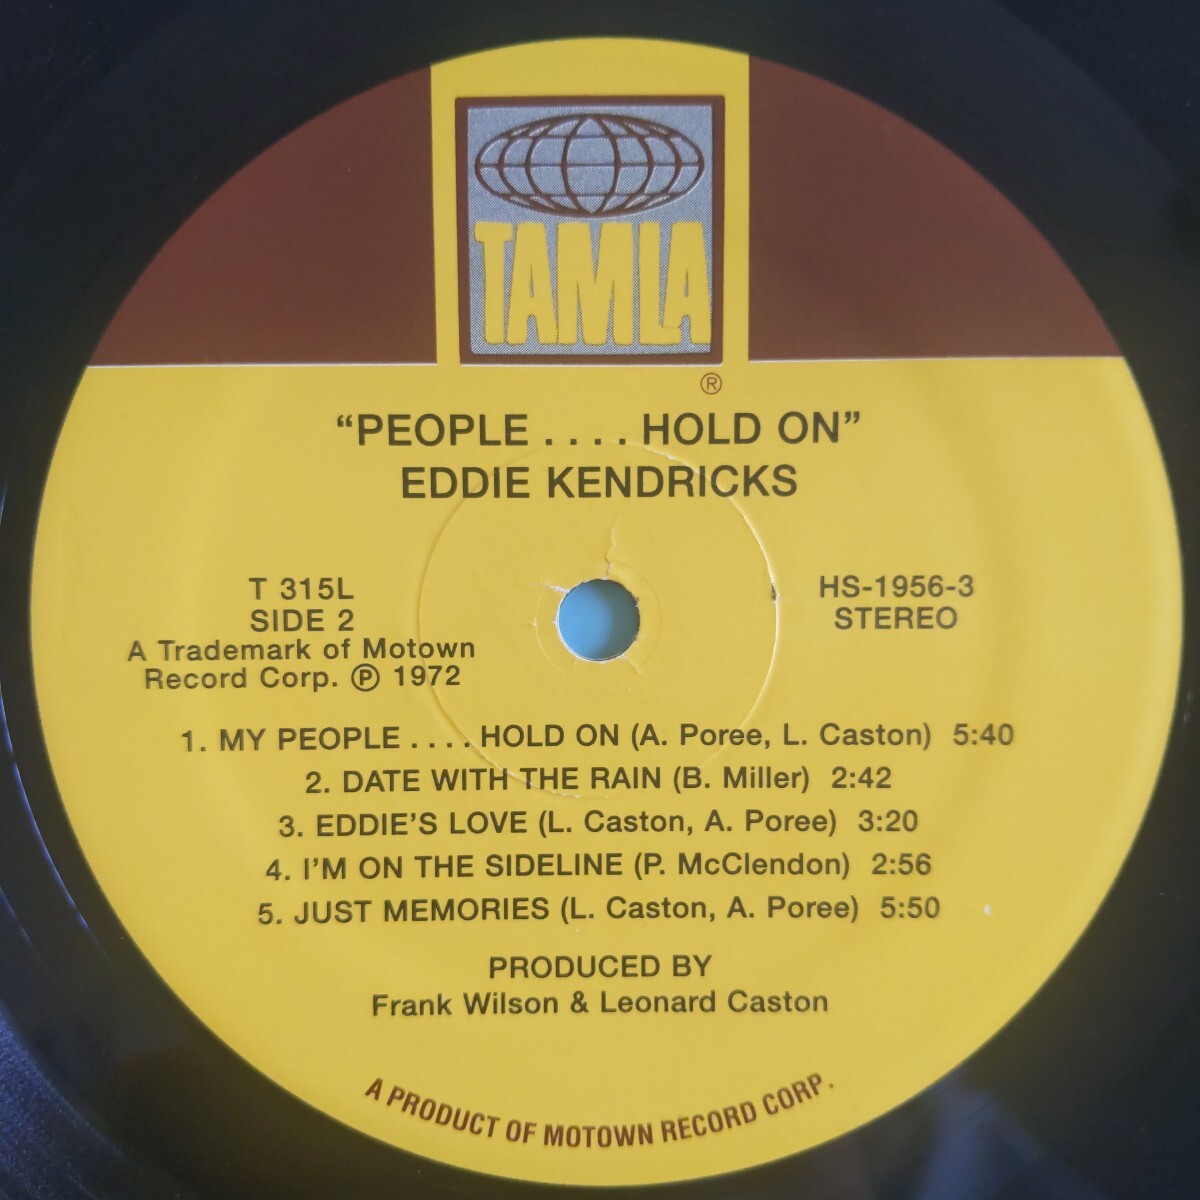 TAMLA
®
“PEOPLE .... HOLD ON”
EDDIE KENDRICKS
T 315L
SIDE 2
A Trademark of Motown
Record Corp. ℗ 1972
HS-1956-3
STEREO
1. MY PEOPLE .... HOLD ON (A. Poree, L. Caston) 5:40
2. DATE WITH THE RAIN (B. Miller) 2:42
3. EDDIE’S LOVE (L. Caston, A. Poree) 3:20
4. I’M ON THE SIDELINE (P. McClendon) 2:56
5. JUST MEMORIES (L. Caston, A. Poree) 5:50
PRODUCED BY
Frank Wilson & Leonard Caston
A PRODUCT OF MOTOWN RECORD CORP.